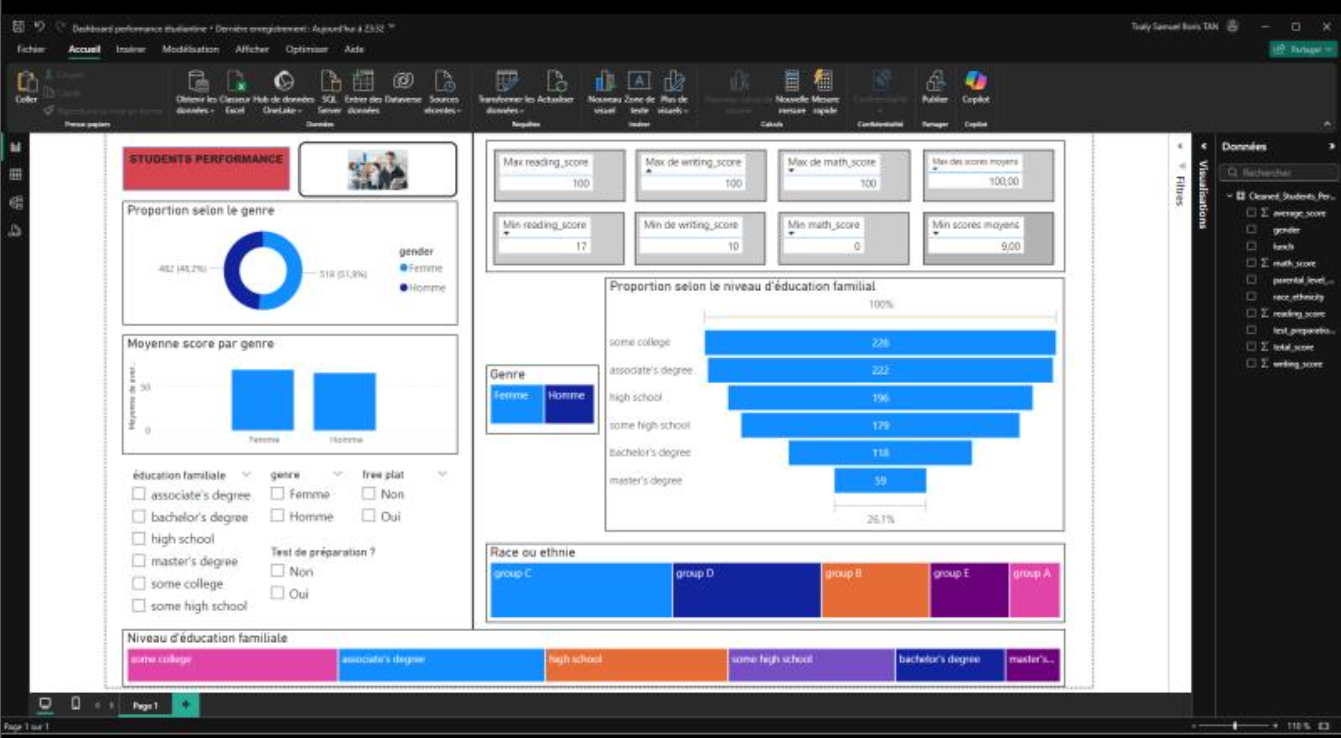 Dashboard performance étudiantine • Dernière enregistrement : Aujourd'hui à 23:32
Tsaty Samuel Boris TAN
Fichier Accueil Insérer Modélisation Afficher Optimiser Aide
Partager
Coller
Obtenir les données
Classeur Excel
Hub de données OneLake
SQL Server
Entrer des données
Dataverse
Sources récentes
Transformer les données
Actualiser
Nouveau visuel
Zone de texte
Plus de visuels
Nouvelle mesure
Mesure rapide
Publier
Copilot
Presse-papiers
Données
Requêtes
Insérer
Calculs
Confidentialité
Partager
Copilot
STUDENTS PERFORMANCE
Proportion selon le genre
482 (48,2%)
518 (51,8%)
gender
Femme
Homme
Moyenne score par genre
Moyenne de aver...
50
0
Femme
Homme
éducation familiale
associate's degree
bachelor's degree
high school
master's degree
some college
some high school
genre
Femme
Homme
free plat
Non
Oui
Test de préparation ?
Non
Oui
Max reading_score
100
Max de writing_score
100
Max de math_score
100
Max des scores moyens
100,00
Min reading_score
17
Min de writing_score
10
Min math_score
0
Min scores moyens
9,00
Genre
Femme
Homme
Proportion selon le niveau d'éducation familial
100%
some college 226
associate's degree 222
high school 196
some high school 179
bachelor's degree 118
master's degree 59
26,1%
Race ou ethnie
group C
group D
group B
group E
group A
Niveau d'éducation familiale
some college
associate's degree
high school
some high school
bachelor's degree
master's...
Filtres
Visualisations
Données
Rechercher
Cleaned_Students_Per...
average_score
gender
lunch
math_score
parental_level_...
race_ethnicity
reading_score
test_preparatio...
total_score
writing_score
Page 1
Page 1 sur 1
110 %